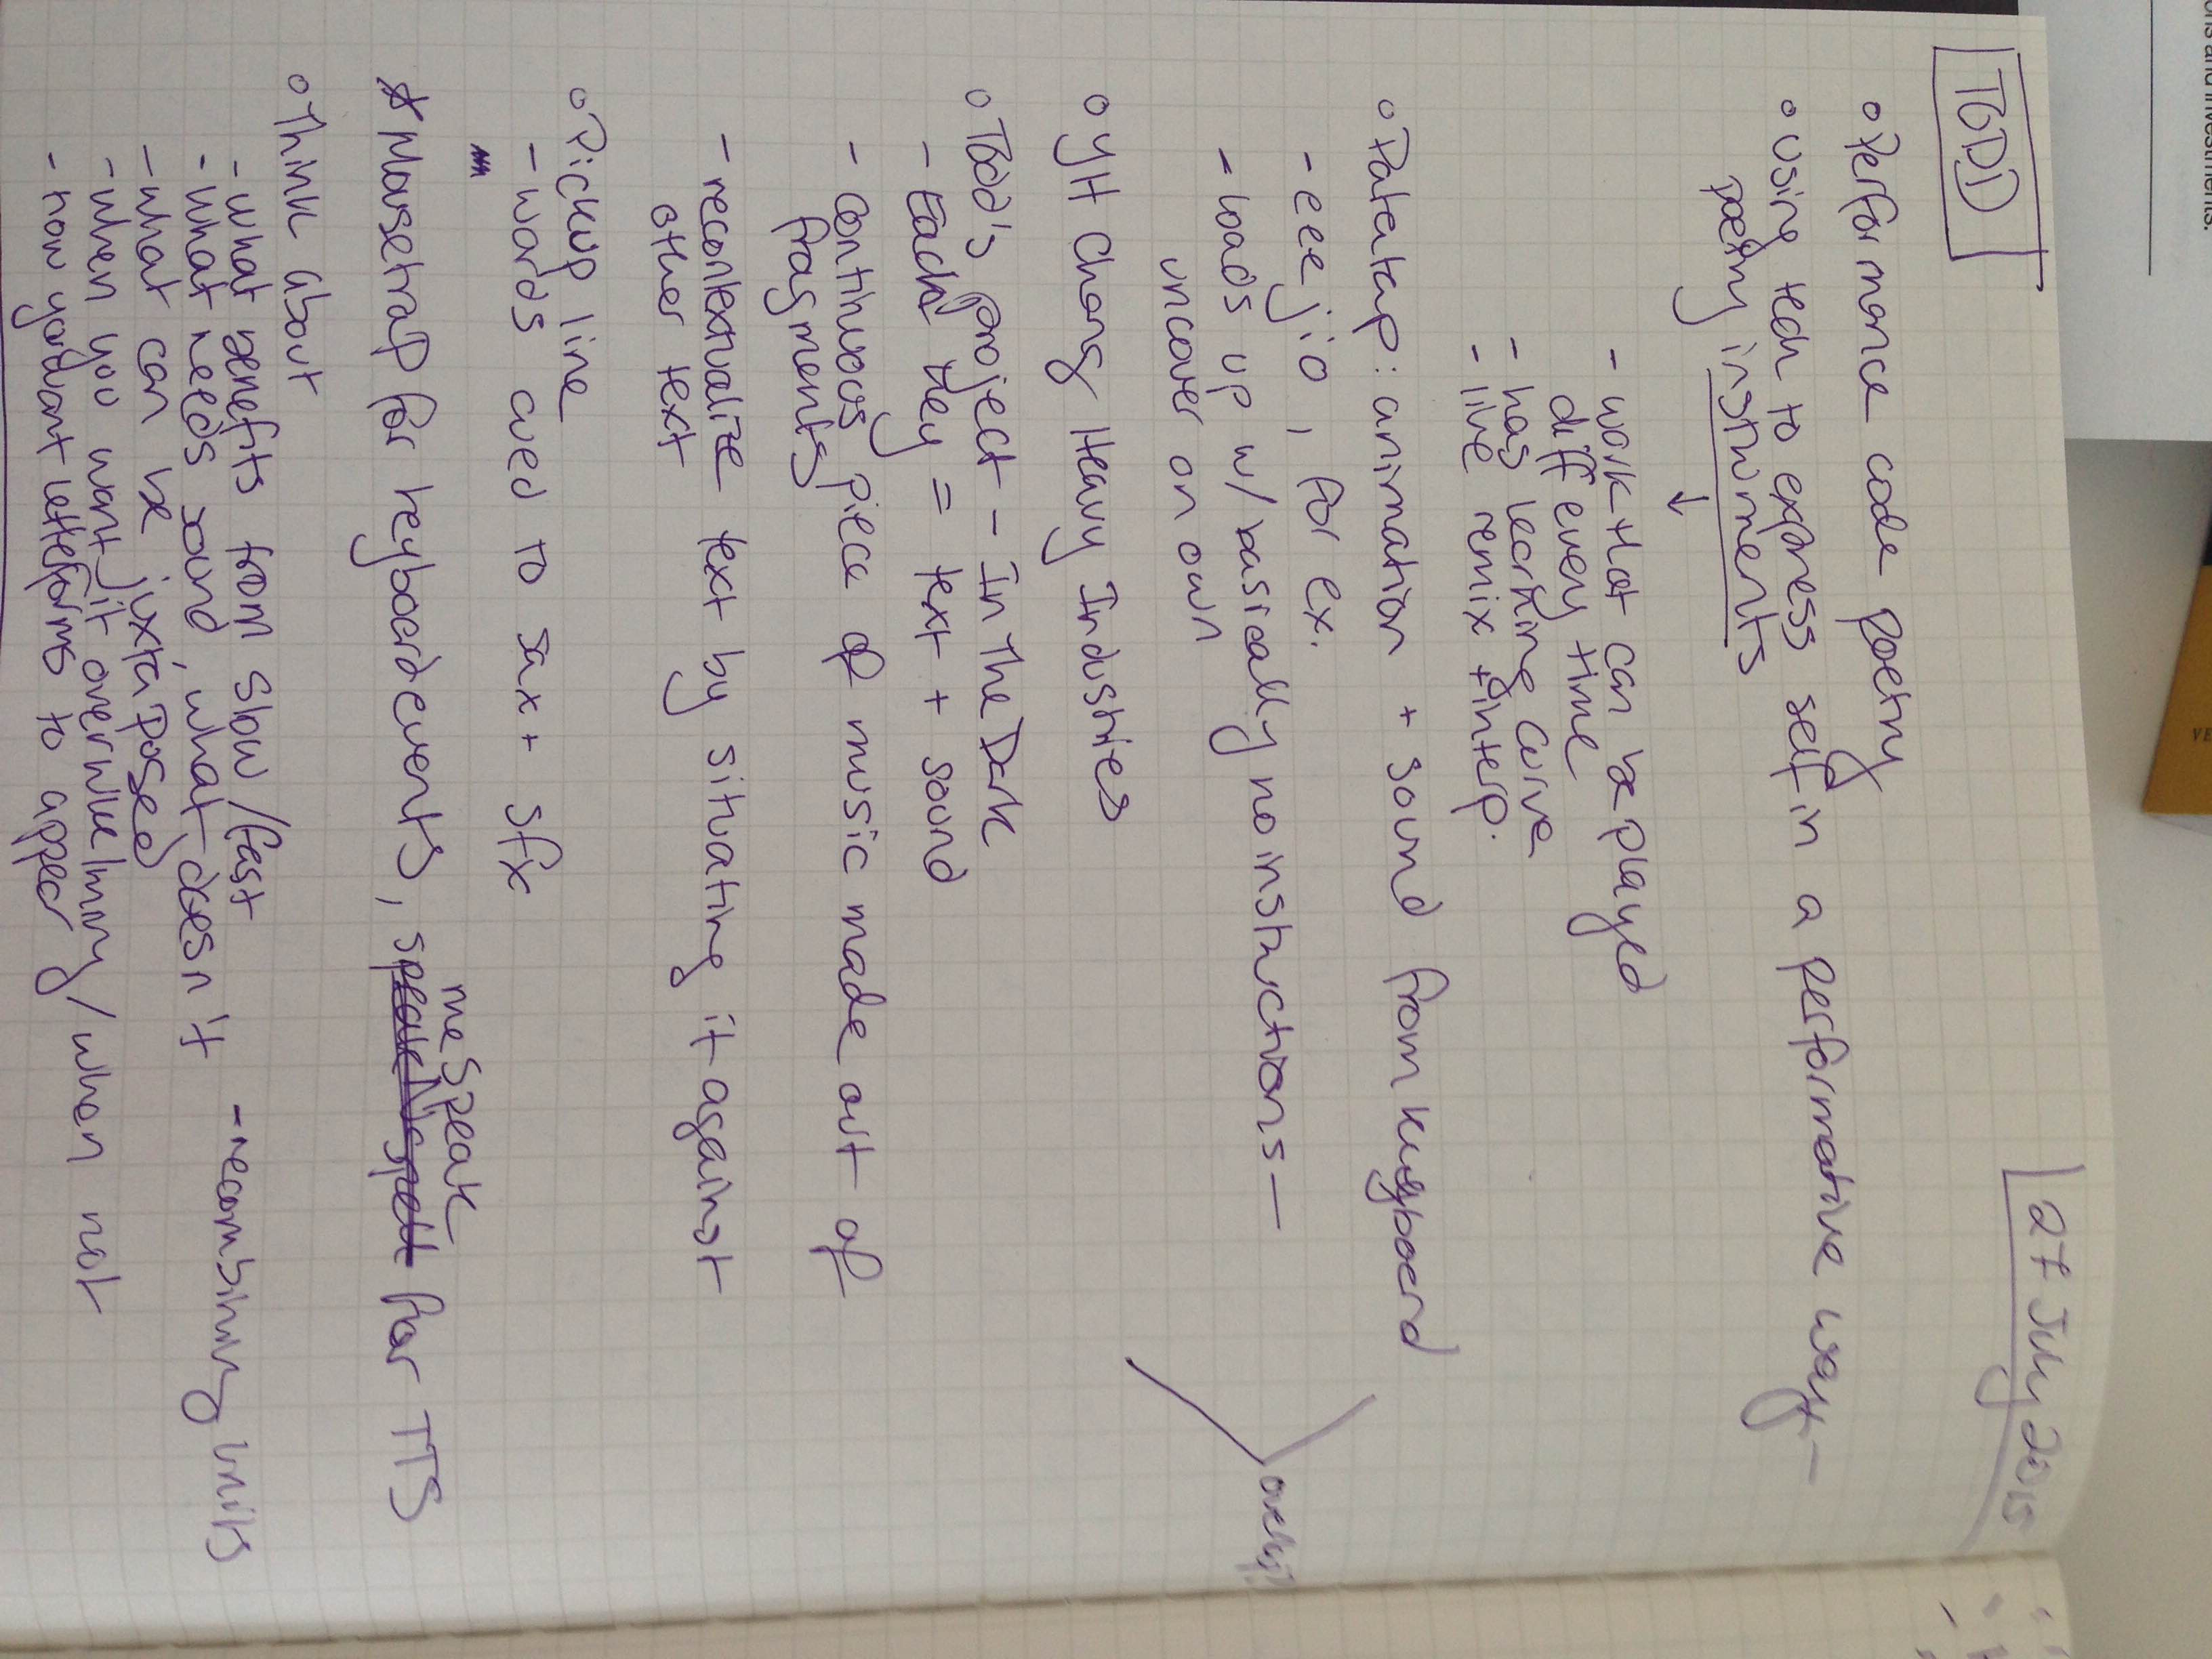 ons and investments.
VE
27 July 2015
TODD
o Performance code poetry
o using tech to express self in a performative way —
poetry instruments
↓
- work that can be played
diff every time
- has learning curve
- live remix + interp.
o Patatap: animation + sound from keyboard
- eeejio, for ex.
- loads up w/ basically no instructions —
uncover on own
o YH Chang Heavy Industries
o Todd's project - In The Dark
- Each key = text + sound
- continuous piece of music made out of
fragments
- recontextualize text by situating it against
other text
o Pickup line
- words cued to sax + sfx
* Mousetrap for keyboard events, meSpeak for TTS
o Think about
- what benefits from slow / fast
- recombining units
- what needs sound, what doesn't
- what can be juxtaposed
- when you want it overwhelming / when not
- how you want letterforms to appear